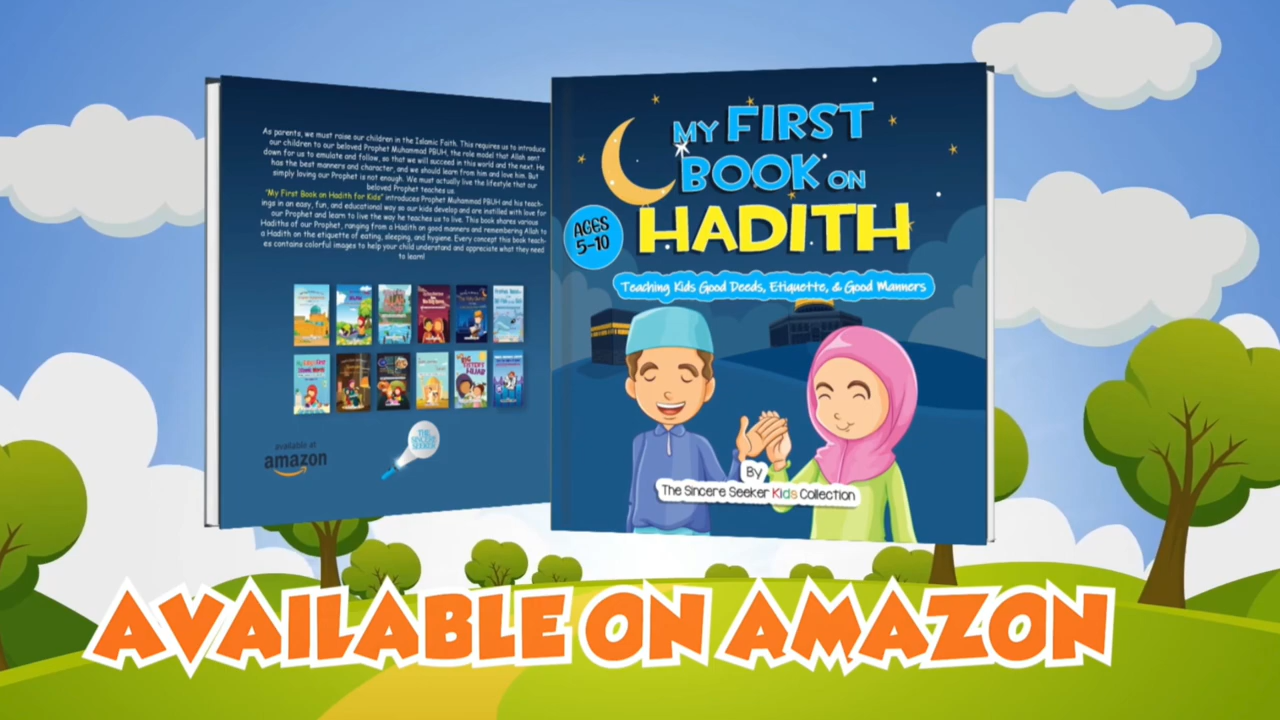 As parents, we must raise our children in the Islamic Faith. This requires us to introduce
our children to our beloved Prophet Muhammad PBUH, the role model that Allah sent
down for us to emulate and follow, so that we will succeed in this world and the next. He
has the best manners and character, and we should learn from him and love him. But
simply loving our Prophet is not enough. We must actually live the lifestyle that our
beloved Prophet teaches us.
"My First Book on Hadith for Kids" introduces Prophet Muhammad PBUH and his teach-
ings in an easy, fun, and educational way so our kids develop and are instilled with love for
our Prophet and learn to live the way he teaches us to live. This book shares various
Hadiths of our Prophet, ranging from a Hadith on good manners and remembering Allah to
a Hadith on the etiquette of eating, sleeping, and hygiene. Every concept this book teach-
es contains colorful images to help your child understand and appreciate what they need
to learn!
available at
amazon
THE
SINCERE
SEEKER
MY FIRST
BOOK ON
HADITH
AGES
5-10
Teaching Kids Good Deeds, Etiquette, & Good Manners
By
The Sincere Seeker Kids Collection
AVAILABLE ON AMAZON